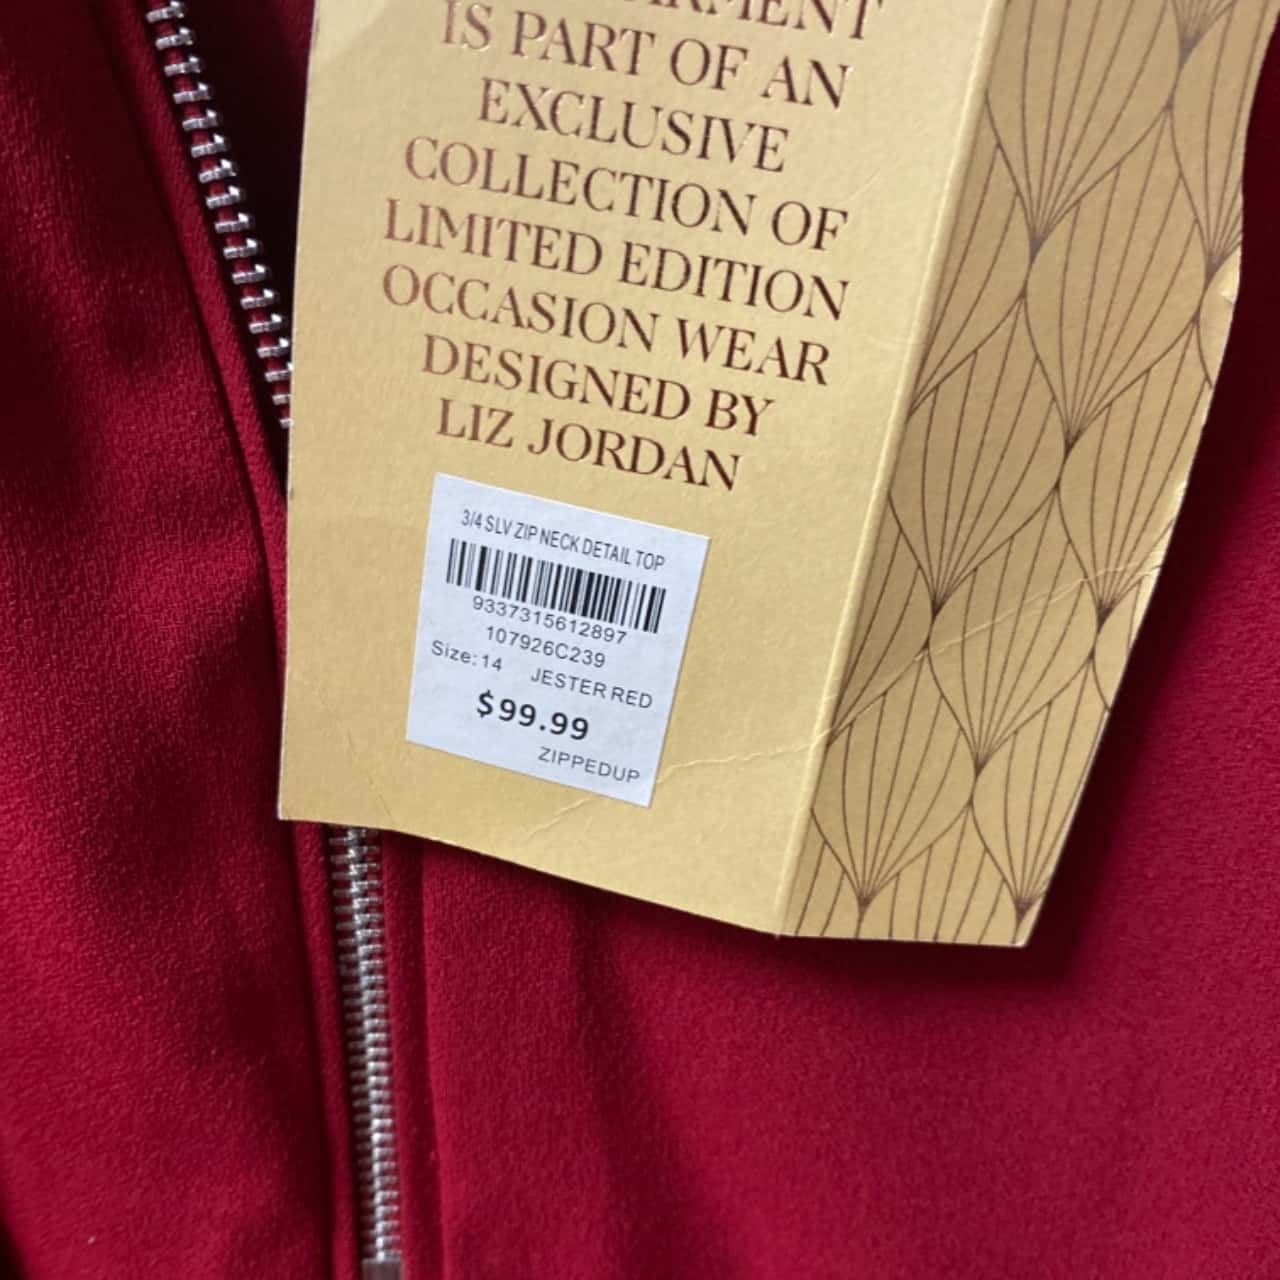 IS PART OF AN
EXCLUSIVE
COLLECTION OF
LIMITED EDITION
OCCASION WEAR
DESIGNED BY
LIZ JORDAN
3/4 SLV ZIP NECK DETAIL TOP
9337315612897
107926C239
Size: 14 JESTER RED
$99.99
ZIPPEDUP